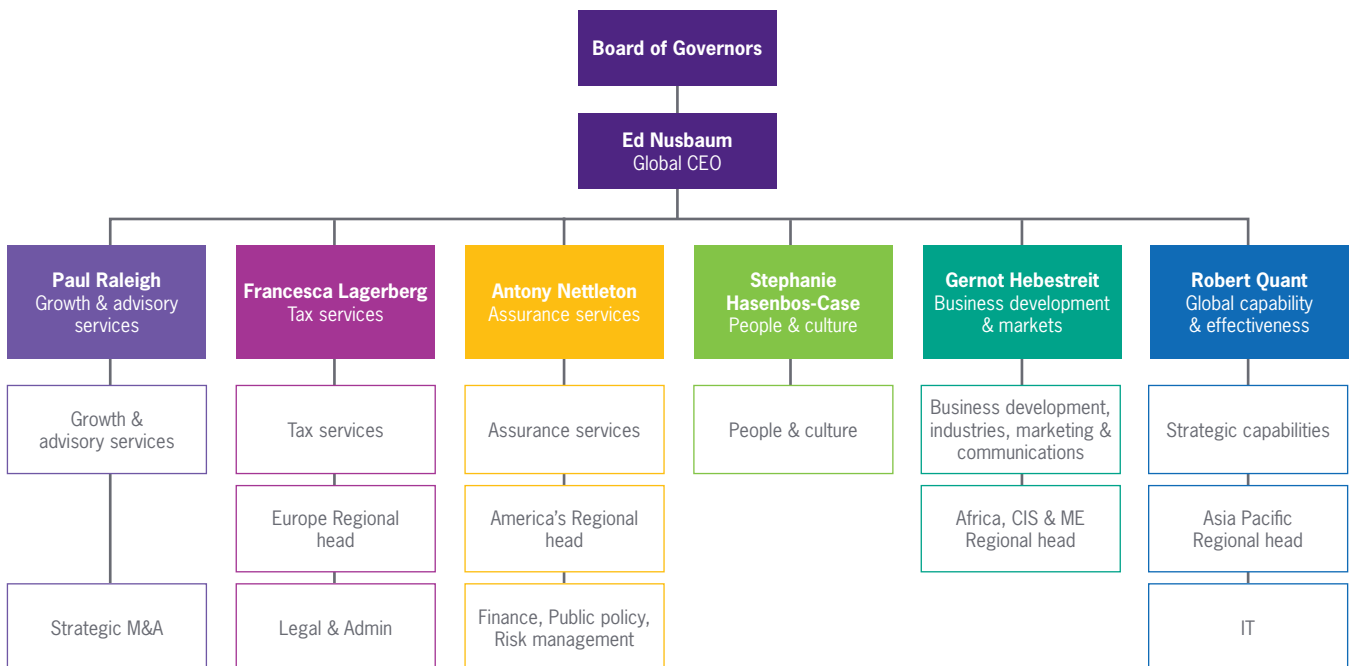 Board of Governors
Ed Nusbaum
Global CEO
Paul Raleigh
Growth & advisory
services
Francesca Lagerberg
Tax services
Antony Nettleton
Assurance services
Stephanie
Hasenbos-Case
People & culture
Gernot Hebestreit
Business development
& markets
Robert Quant
Global capability
& effectiveness
Growth &
advisory services
Tax services
Assurance services
People & culture
Business development,
industries, marketing &
communications
Strategic capabilities
Europe Regional
head
America's Regional
head
Africa, CIS & ME
Regional head
Asia Pacific
Regional head
Strategic M&A
Legal & Admin
Finance, Public policy,
Risk management
IT